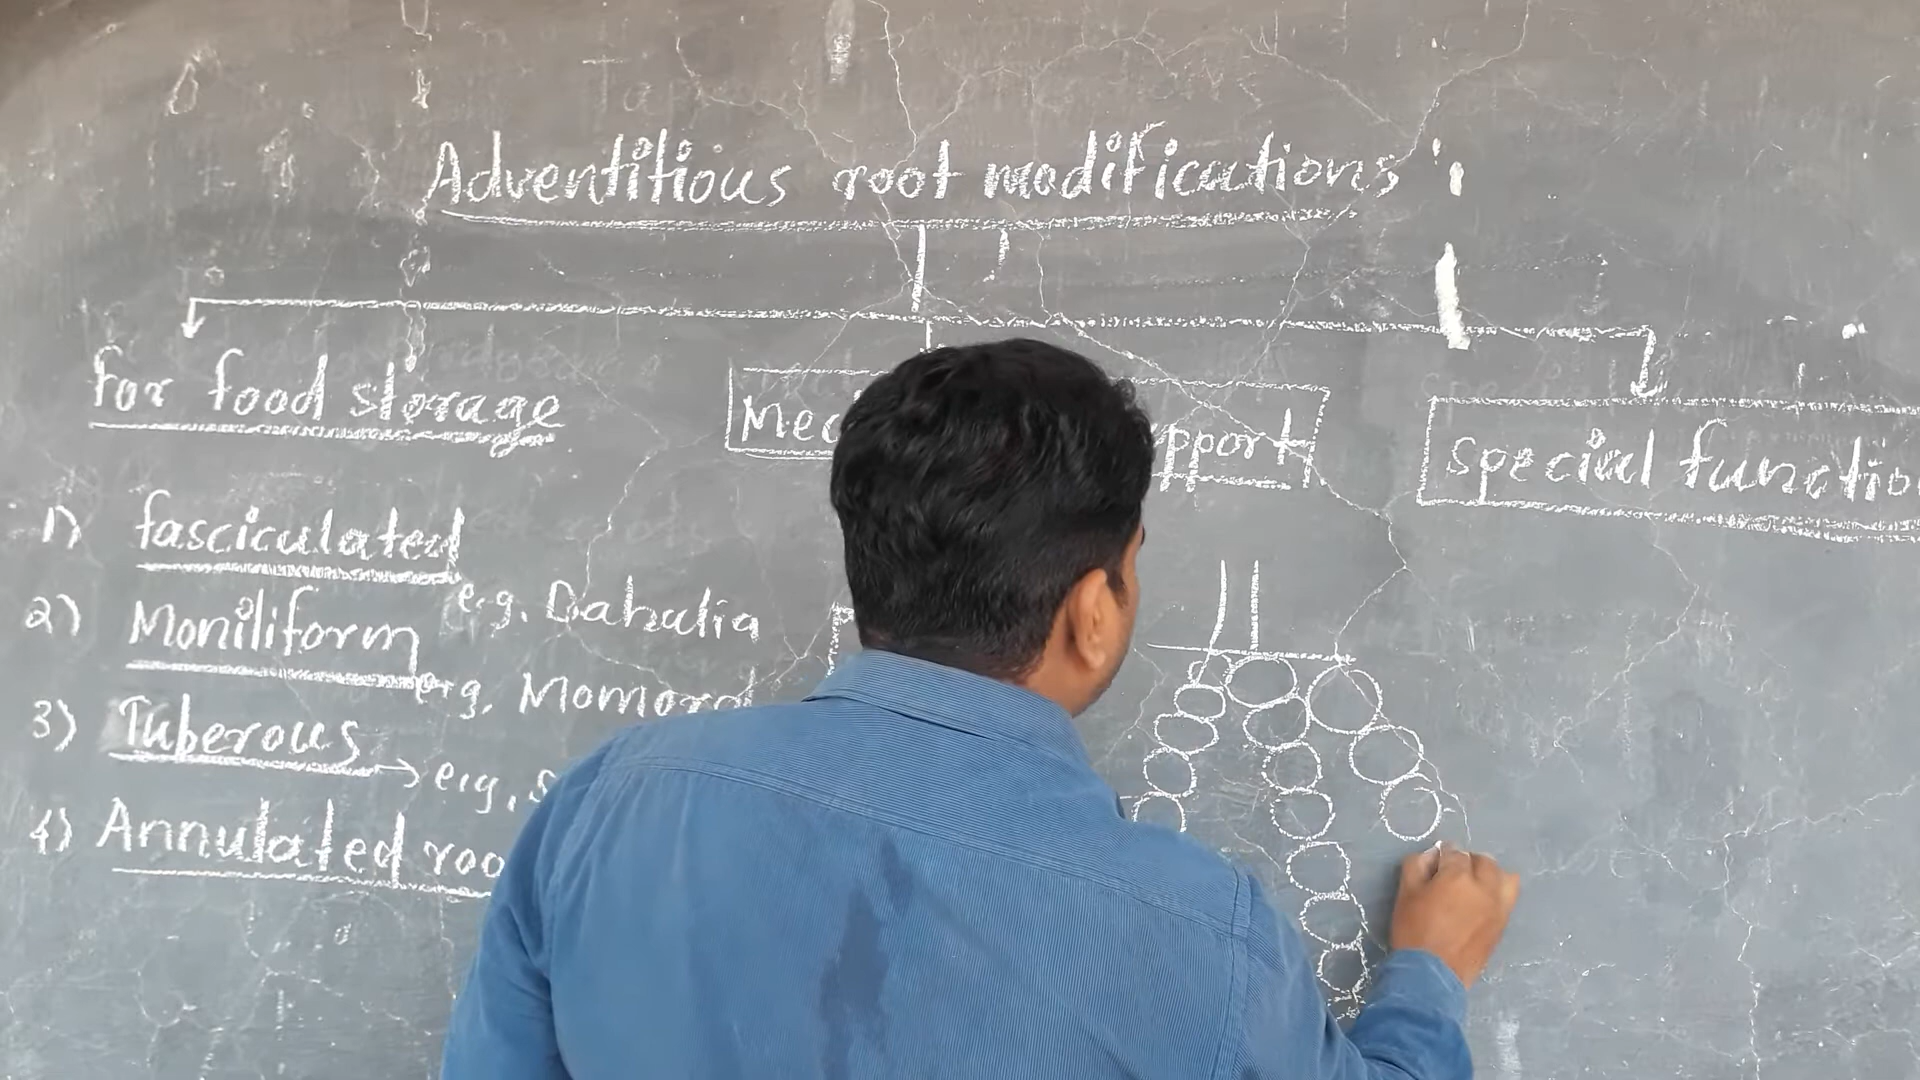 Adventitious root modifications :
for food storage
pport
special functio
1) fasciculated
e.g. Dahalia
2) Moniliform
e.g. Momord
3) Tuberous → e.g, s
4) Annulated roo